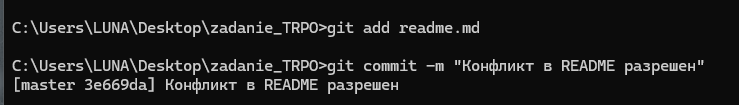 C:\Users\LUNA\Desktop\zadanie_TRPO>git add readme.md
C:\Users\LUNA\Desktop\zadanie_TRPO>git commit -m "Конфликт в README разрешен"
[master 3e669da] Конфликт в README разрешен